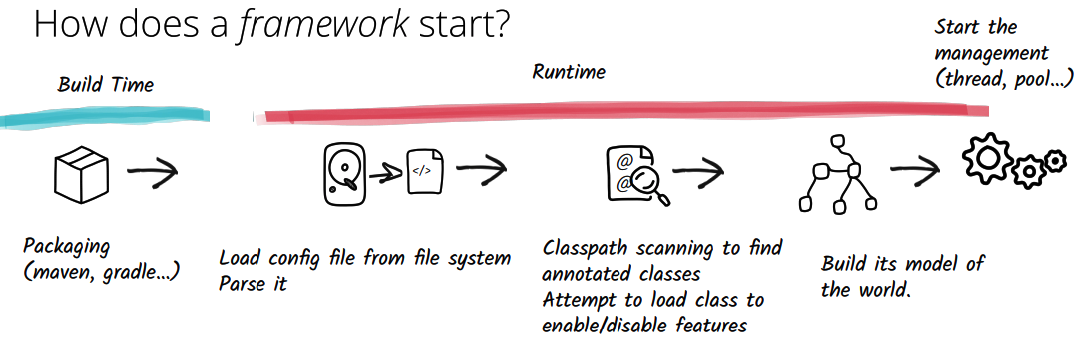 How does a framework start?
Start the
management
(thread, pool...)
Build Time
Runtime
</>
@
@
Packaging
(maven, gradle...)
Load config file from file system
Parse it
Classpath scanning to find
annotated classes
Attempt to load class to
enable/disable features
Build its model of
the world.